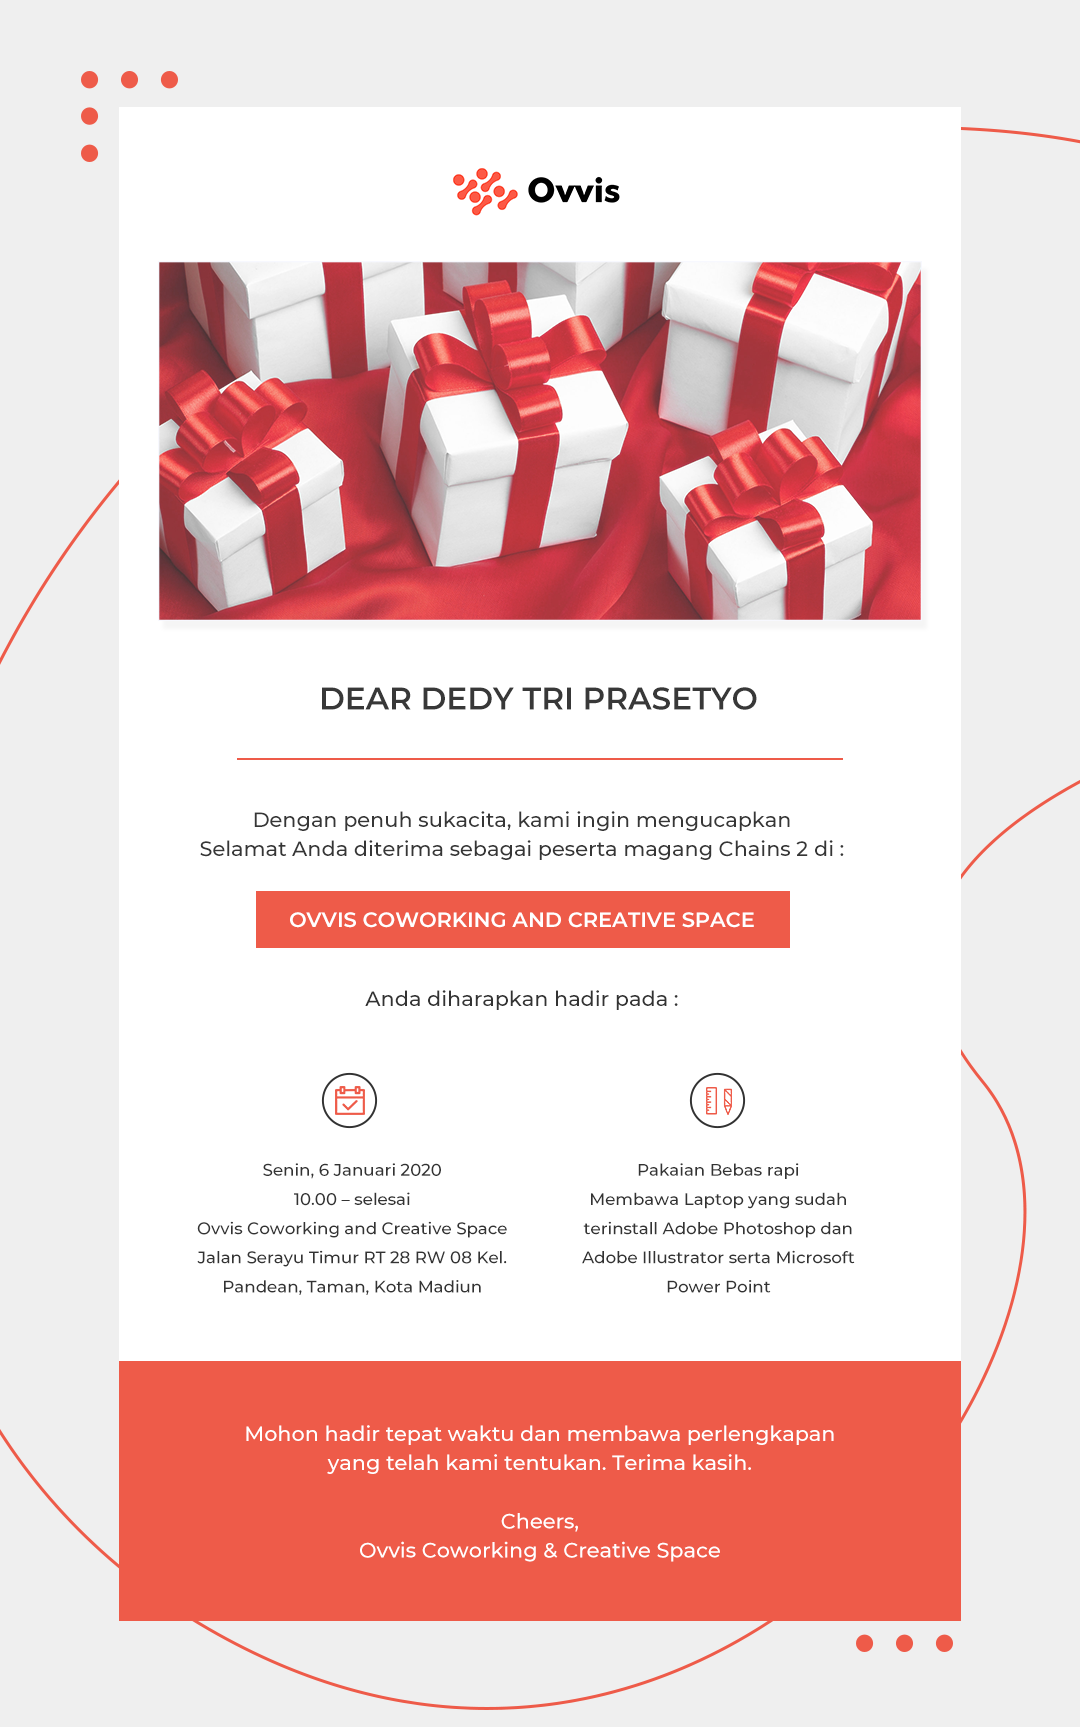 Ovvis
DEAR DEDY TRI PRASETYO
Dengan penuh sukacita, kami ingin mengucapkan
Selamat Anda diterima sebagai peserta magang Chains 2 di :
OVVIS COWORKING AND CREATIVE SPACE
Anda diharapkan hadir pada :
Senin, 6 Januari 2020
10.00 – selesai
Ovvis Coworking and Creative Space
Jalan Serayu Timur RT 28 RW 08 Kel.
Pandean, Taman, Kota Madiun
Pakaian Bebas rapi
Membawa Laptop yang sudah
terinstall Adobe Photoshop dan
Adobe Illustrator serta Microsoft
Power Point
Mohon hadir tepat waktu dan membawa perlengkapan
yang telah kami tentukan. Terima kasih.
Cheers,
Ovvis Coworking & Creative Space